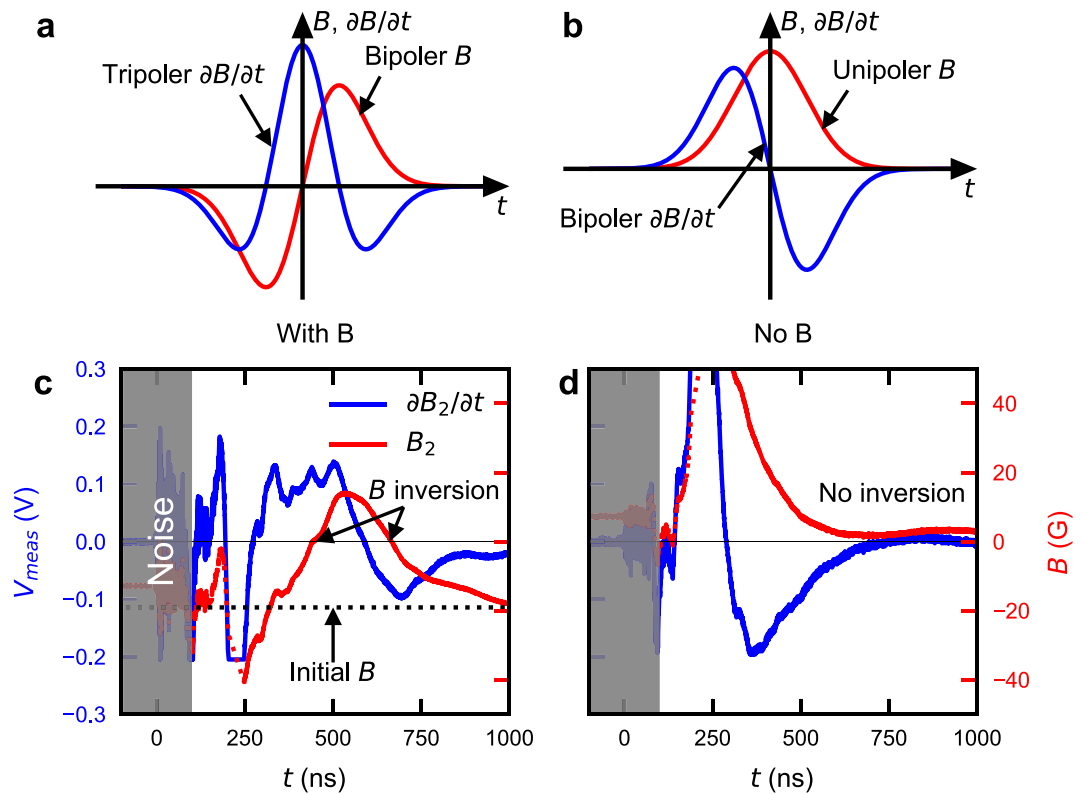 a
B, ∂B/∂t
Tripoler ∂B/∂t
Bipoler B
t
b
B, ∂B/∂t
Unipoler B
Bipoler ∂B/∂t
t
With B
No B
c
0.3
0.2
0.1
0.0
−0.1
−0.2
−0.3
V_meas (V)
Noise
∂B₂/∂t
B₂
B inversion
Initial B
0
250
500
750
1000
t (ns)
d
No inversion
40
20
0
−20
−40
B (G)
0
250
500
750
1000
t (ns)